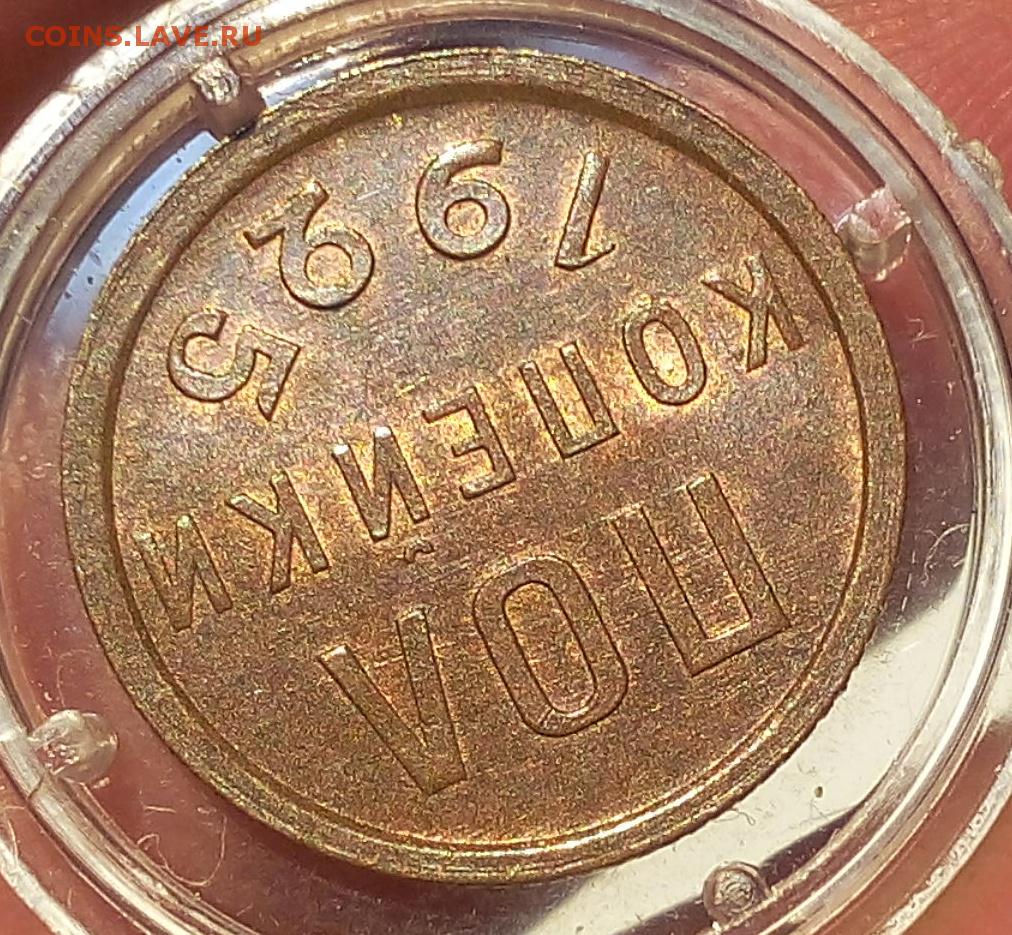 COINS.LAVE.RU
ПОЛ
КОПЕЙКИ
1925